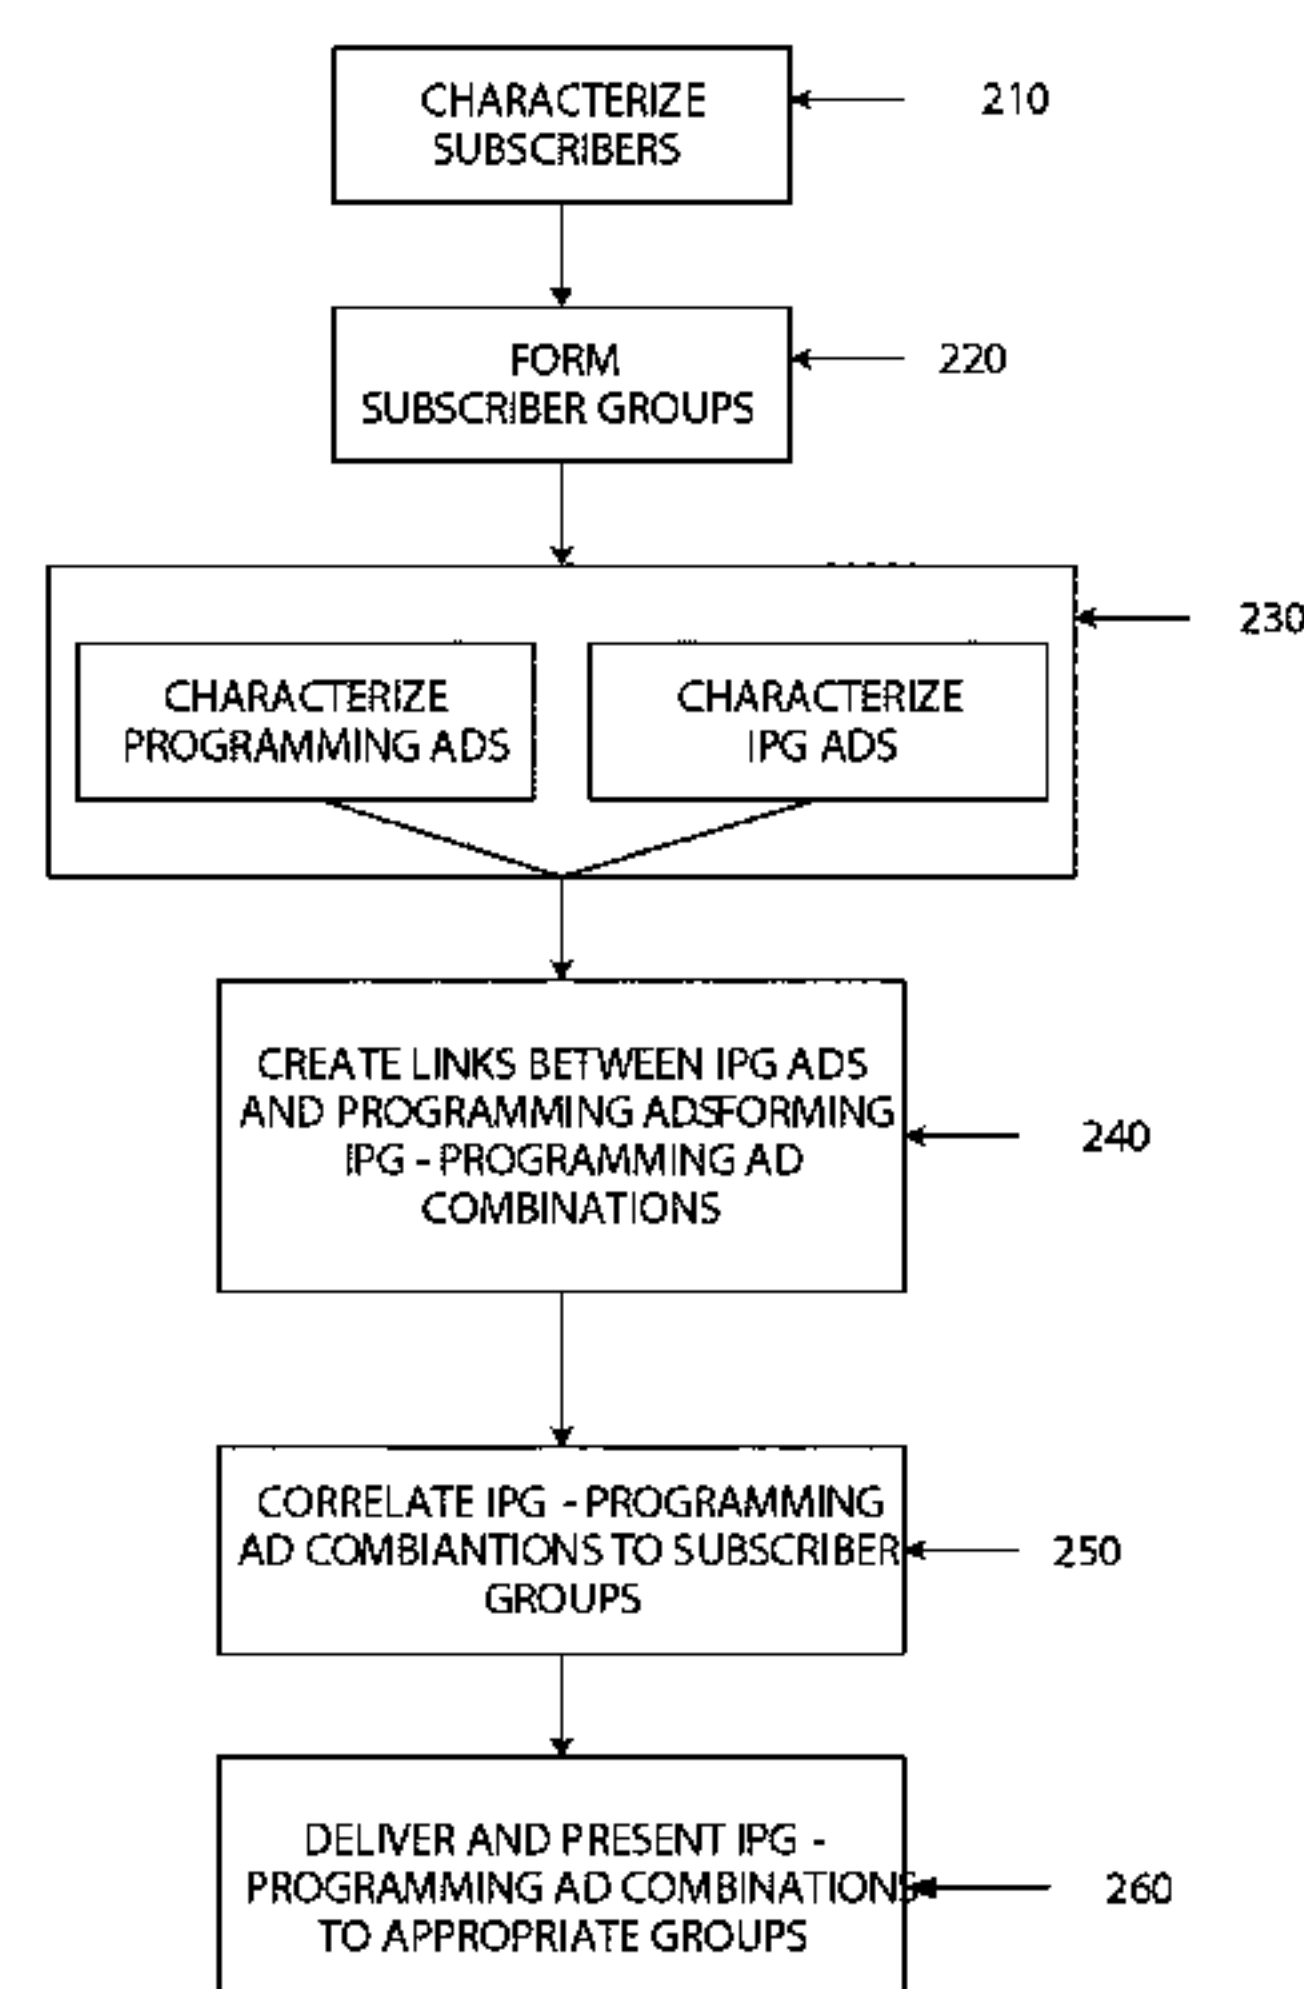 CHARACTERIZE
SUBSCRIBERS
210
FORM
SUBSCRIBER GROUPS
220
230
CHARACTERIZE
PROGRAMMING ADS
CHARACTERIZE
IPG ADS
CREATE LINKS BETWEEN IPG ADS
AND PROGRAMMING ADSFORMING
IPG - PROGRAMMING AD
COMBINATIONS
240
CORRELATE IPG - PROGRAMMING
AD COMBIANTIONS TO SUBSCRIBER
GROUPS
250
DELIVER AND PRESENT IPG -
PROGRAMMING AD COMBINATIONS
TO APPROPRIATE GROUPS
260